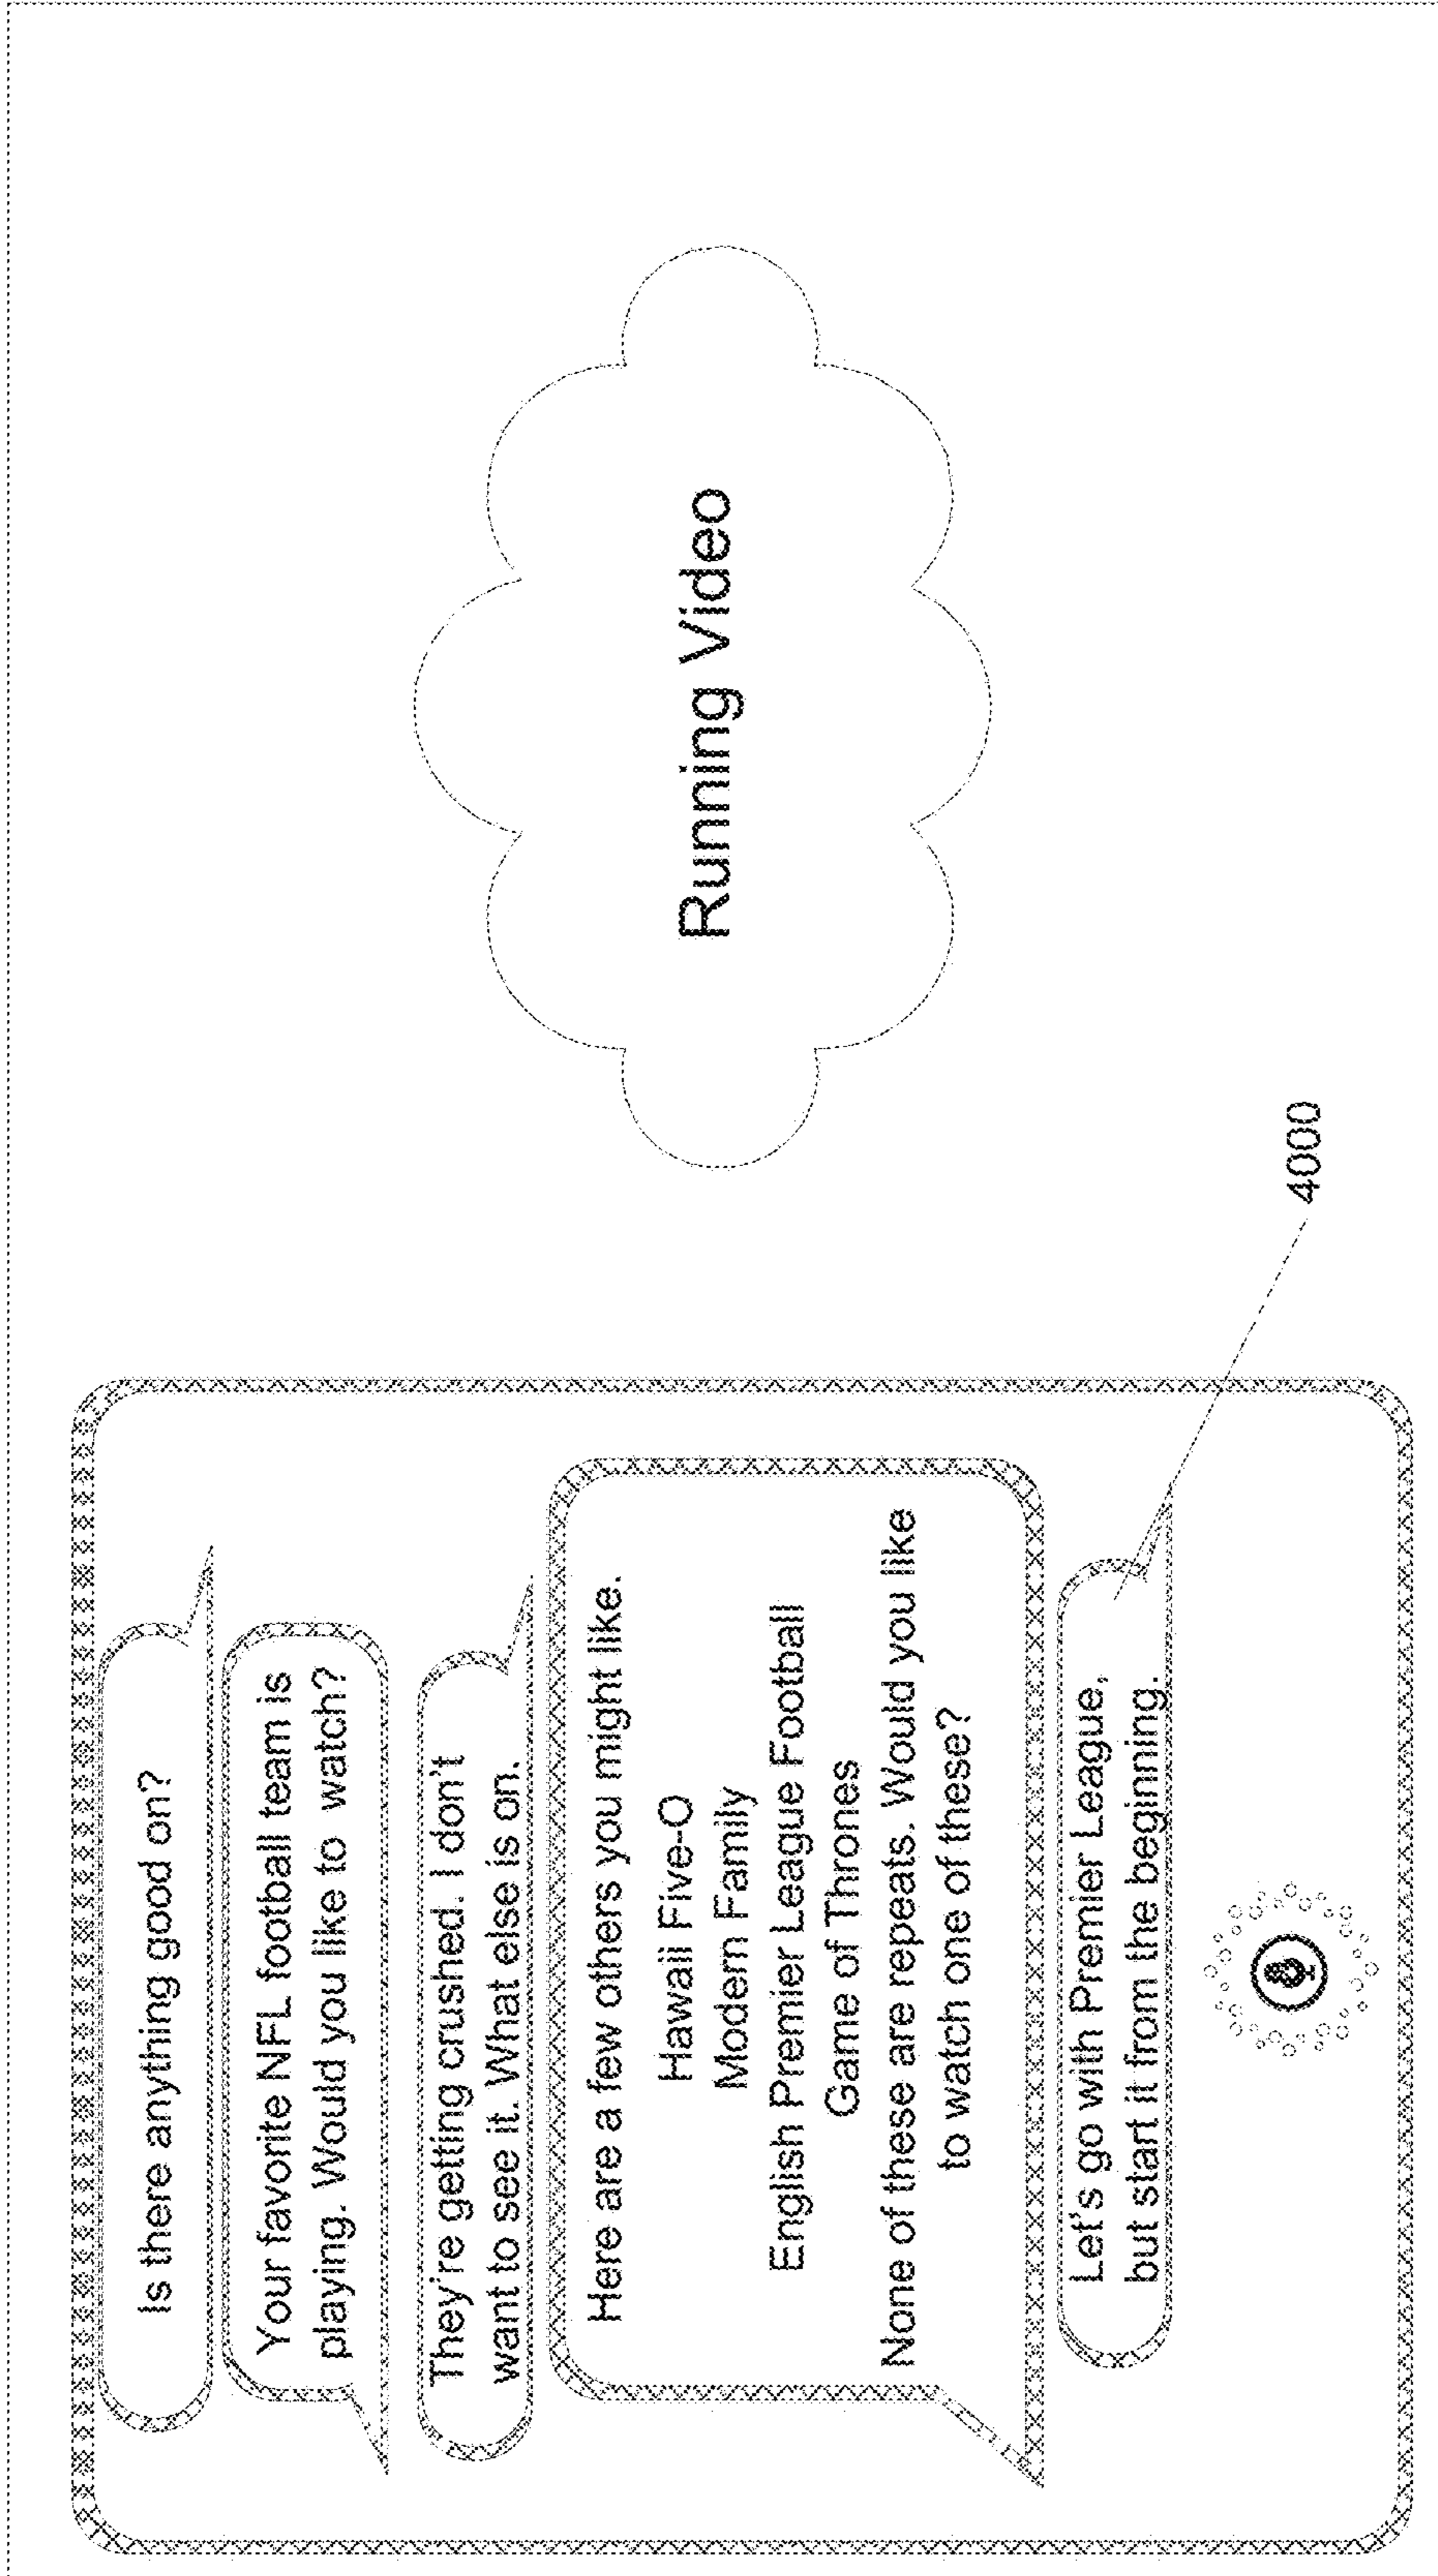 Is there anything good on?
Your favorite NFL football team is
playing. Would you like to watch?
They're getting crushed. I don't
want to see it. What else is on.
Here are a few others you might like.
Hawaii Five-O
Modern Family
English Premier League Football
Game of Thrones
None of these are repeats. Would you like
to watch one of these?
Let's go with Premier League,
but start it from the beginning.
4000
Running Video